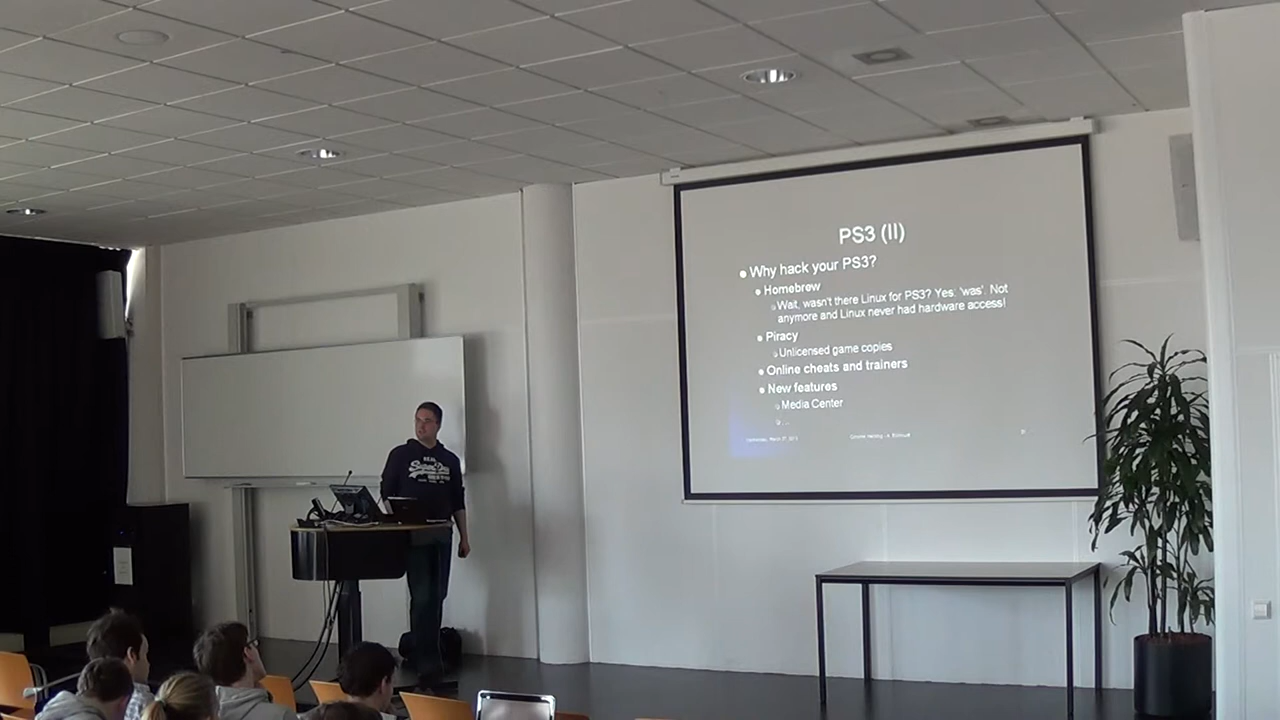 PS3 (II)
Why hack your PS3?
Homebrew
Wait, wasn't there Linux for PS3? Yes: 'was'. Not
anymore and Linux never had hardware access!
Piracy
Unlicensed game copies
Online cheats and trainers
New features
Media Center
...